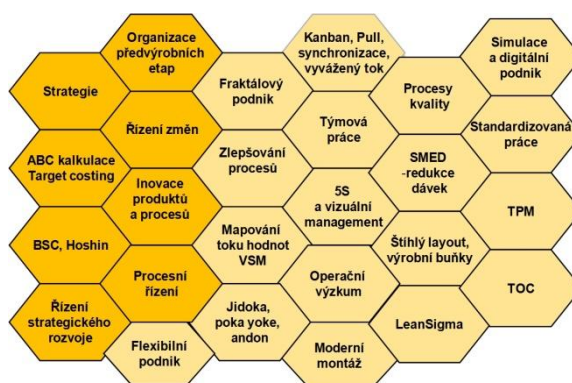 Strategie
ABC kalkulace
Target costing
BSC, Hoshin
Řízení
strategického
rozvoje
Organizace
předvýrobních
etap
Řízení změn
Inovace
produktů
a procesů
Procesní
řízení
Flexibilní
podnik
Fraktálový
podnik
Zlepšování
procesů
Mapování
toku hodnot
VSM
Jidoka,
poka yoke,
andon
Kanban, Pull,
synchronizace,
vyvážený tok
Týmová
práce
5S
a vizuální
management
Operační
výzkum
Moderní
montáž
Procesy
kvality
SMED
-redukce
dávek
Štíhlý layout,
výrobní buňky
LeanSigma
Simulace
a digitální
podnik
Standardizovaná
práce
TPM
TOC